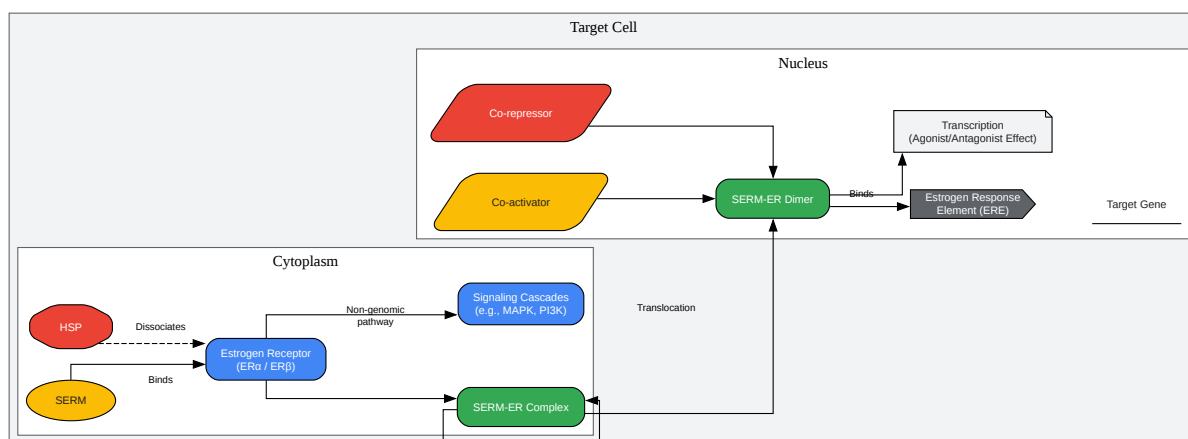 Target Cell
Nucleus
Co-repressor
Transcription
(Agonist/Antagonist Effect)
Co-activator
SERM-ER Dimer
Binds
Estrogen Response
Element (ERE)
Target Gene
Cytoplasm
Signaling Cascades
(e.g., MAPK, PI3K)
Non-genomic
pathway
Translocation
HSP
Dissociates
Estrogen Receptor
(ERα / ERβ)
Binds
SERM
SERM-ER Complex